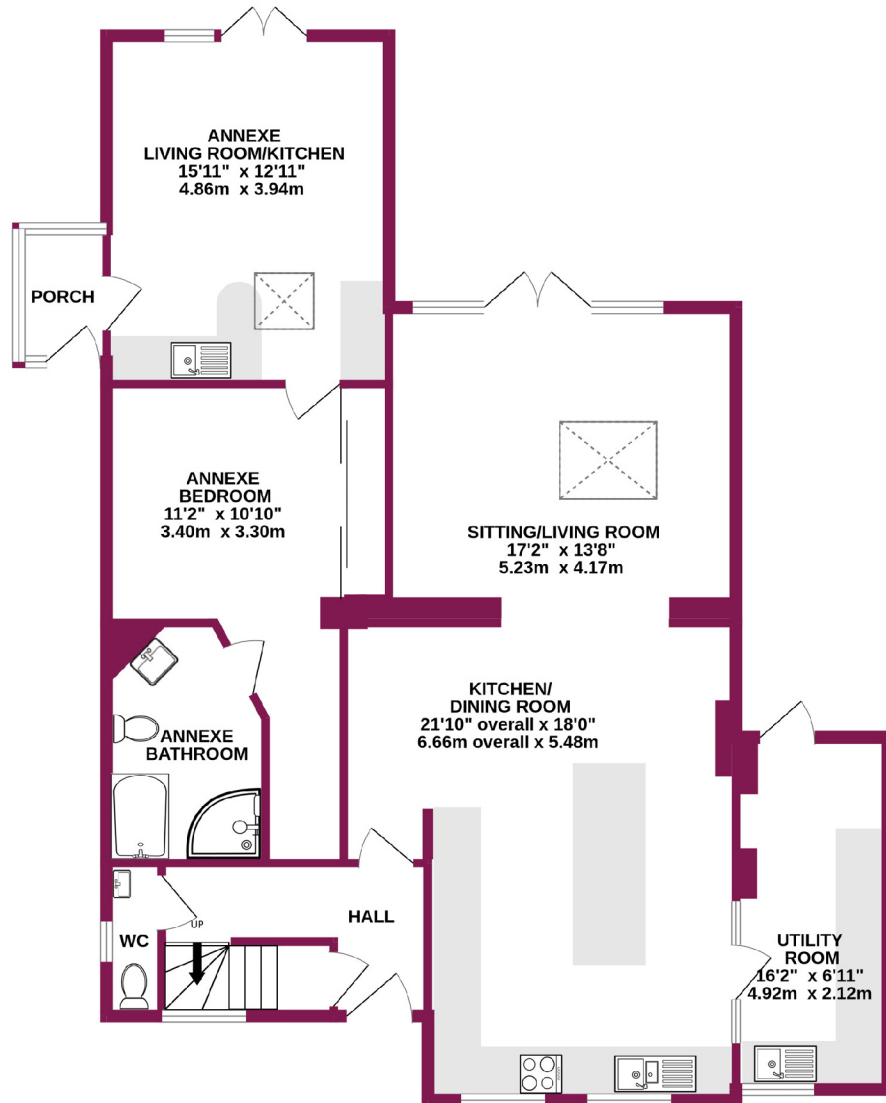 ANNEXE
LIVING ROOM/KITCHEN
15'11" x 12'11"
4.86m x 3.94m
PORCH
ANNEXE
BEDROOM
11'2" x 10'10"
3.40m x 3.30m
SITTING/LIVING ROOM
17'2" x 13'8"
5.23m x 4.17m
KITCHEN/
DINING ROOM
21'10" overall x 18'0"
6.66m overall x 5.48m
ANNEXE
BATHROOM
HALL
UP
WC
UTILITY
ROOM
16'2" x 6'11"
4.92m x 2.12m